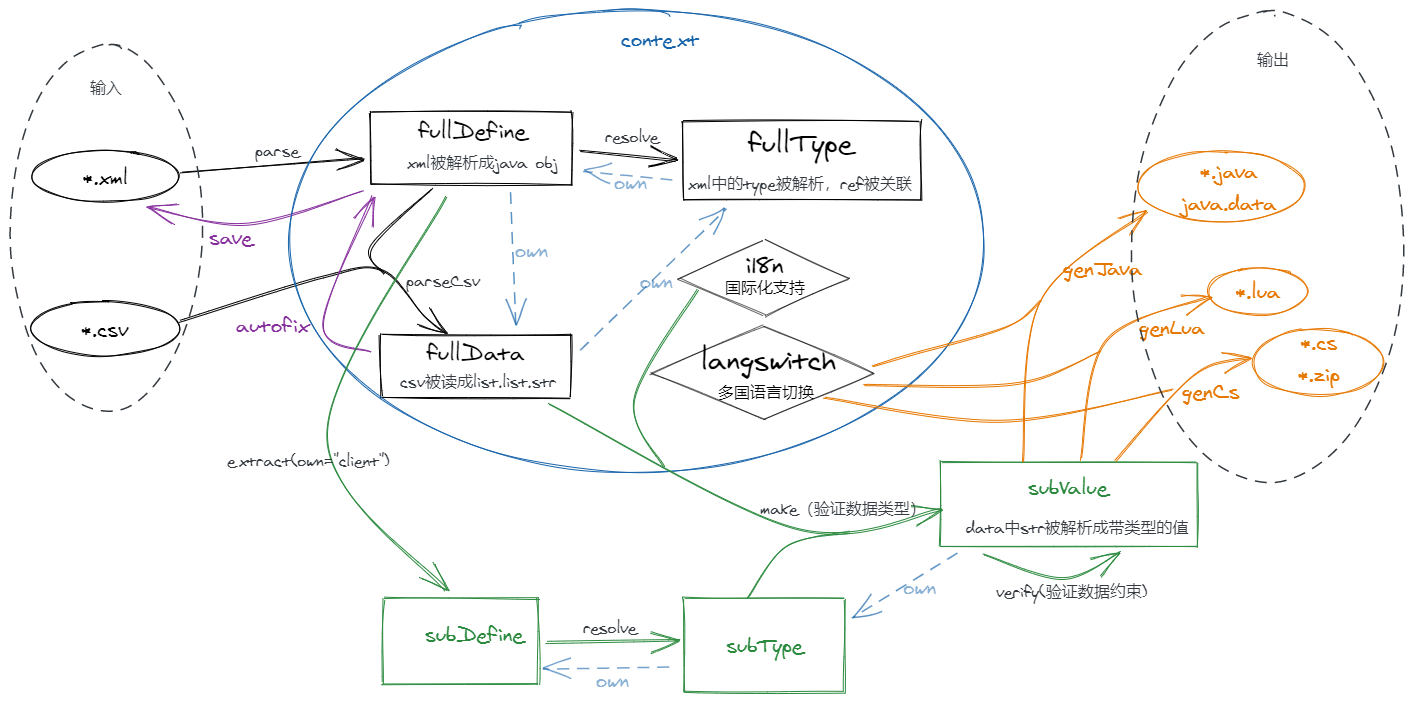 context
输入
输出
*.xml
parse
fullDefine
xml被解析成java obj
resolve
own
fullType
xml中的type被解析，ref被关联
*.java
java.data
save
own
own
i18n
国际化支持
genJava
*.csv
autofix
parseCsv
fullData
csv被读成list.list.str
langswitch
多国语言切换
*.lua
genLua
*.cs
*.zip
genCs
extract(own="client")
make（验证数据类型）
subValue
data中str被解析成带类型的值
own
verify(验证数据约束)
subDefine
resolve
own
subType